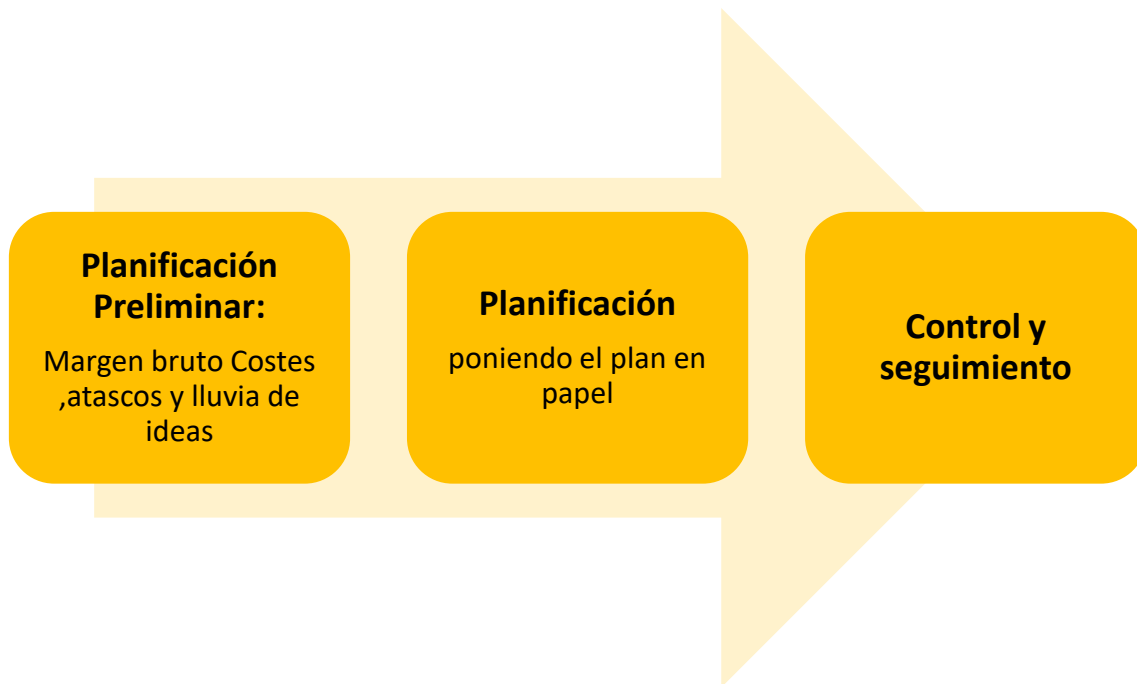 Planificación
Preliminar:
Margen bruto Costes
,atascos y lluvia de
ideas
Planificación
poniendo el plan en
papel
Control y
seguimiento